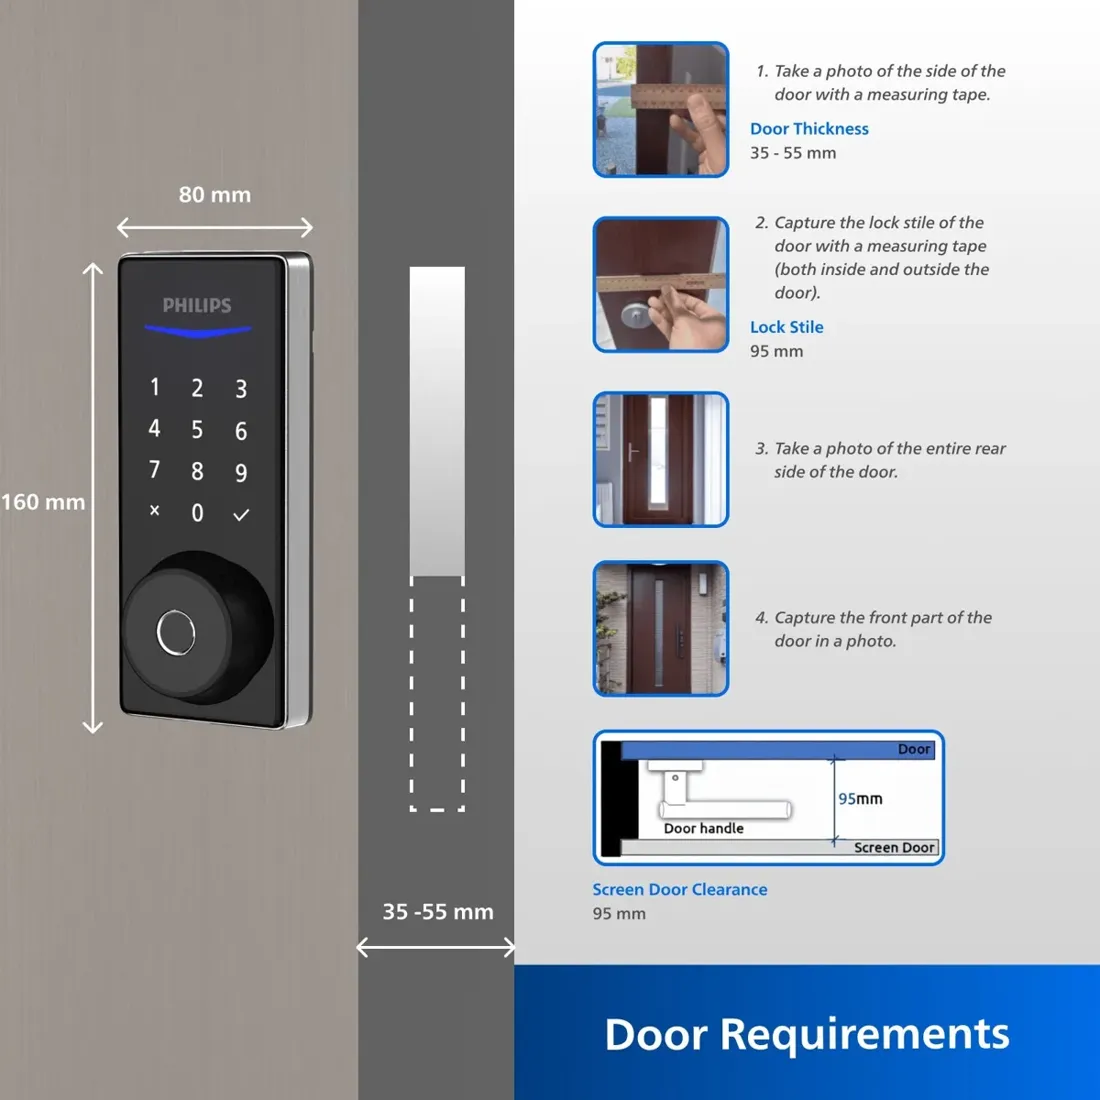 80 mm
160 mm
PHILIPS
1 2 3
4 5 6
7 8 9
× 0 ✓
35 -55 mm
1. Take a photo of the side of the
door with a measuring tape.
Door Thickness
35 - 55 mm
2. Capture the lock stile of the
door with a measuring tape
(both inside and outside the
door).
Lock Stile
95 mm
3. Take a photo of the entire rear
side of the door.
4. Capture the front part of the
door in a photo.
Door
95mm
Door handle
Screen Door
Screen Door Clearance
95 mm
Door Requirements